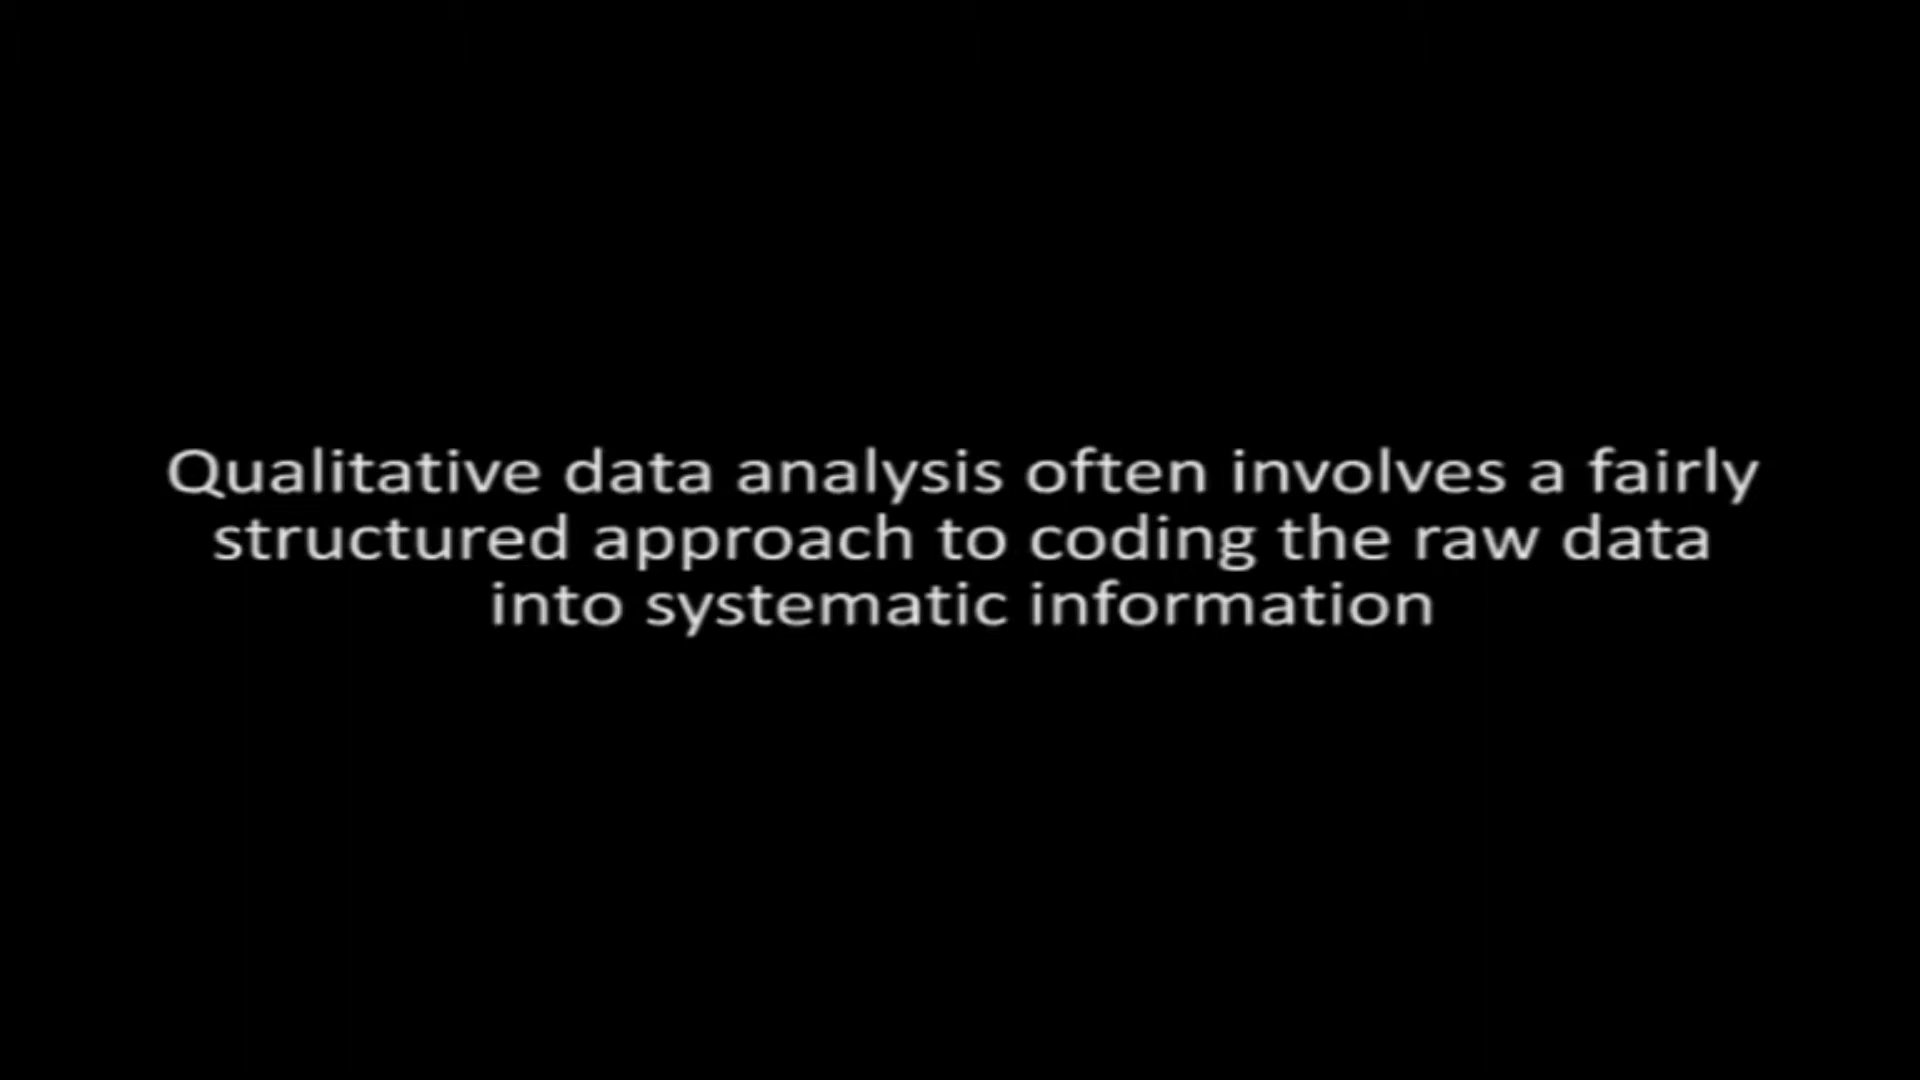 Qualitative data analysis often involves a fairly
structured approach to coding the raw data
into systematic information